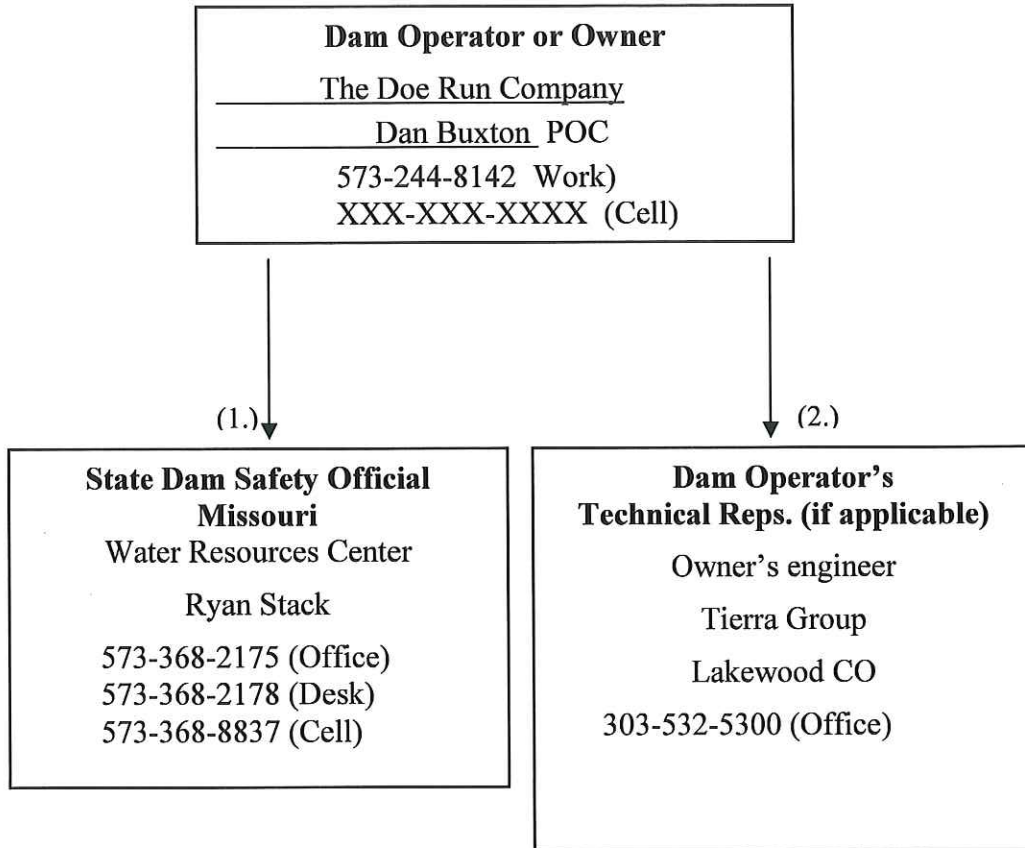 Dam Operator or Owner
The Doe Run Company
Dan Buxton POC
573-244-8142 Work)
XXX-XXX-XXXX (Cell)
(1.)
(2.)
State Dam Safety Official
Missouri
Water Resources Center
Ryan Stack
573-368-2175 (Office)
573-368-2178 (Desk)
573-368-8837 (Cell)
Dam Operator's
Technical Reps. (if applicable)
Owner's engineer
Tierra Group
Lakewood CO
303-532-5300 (Office)